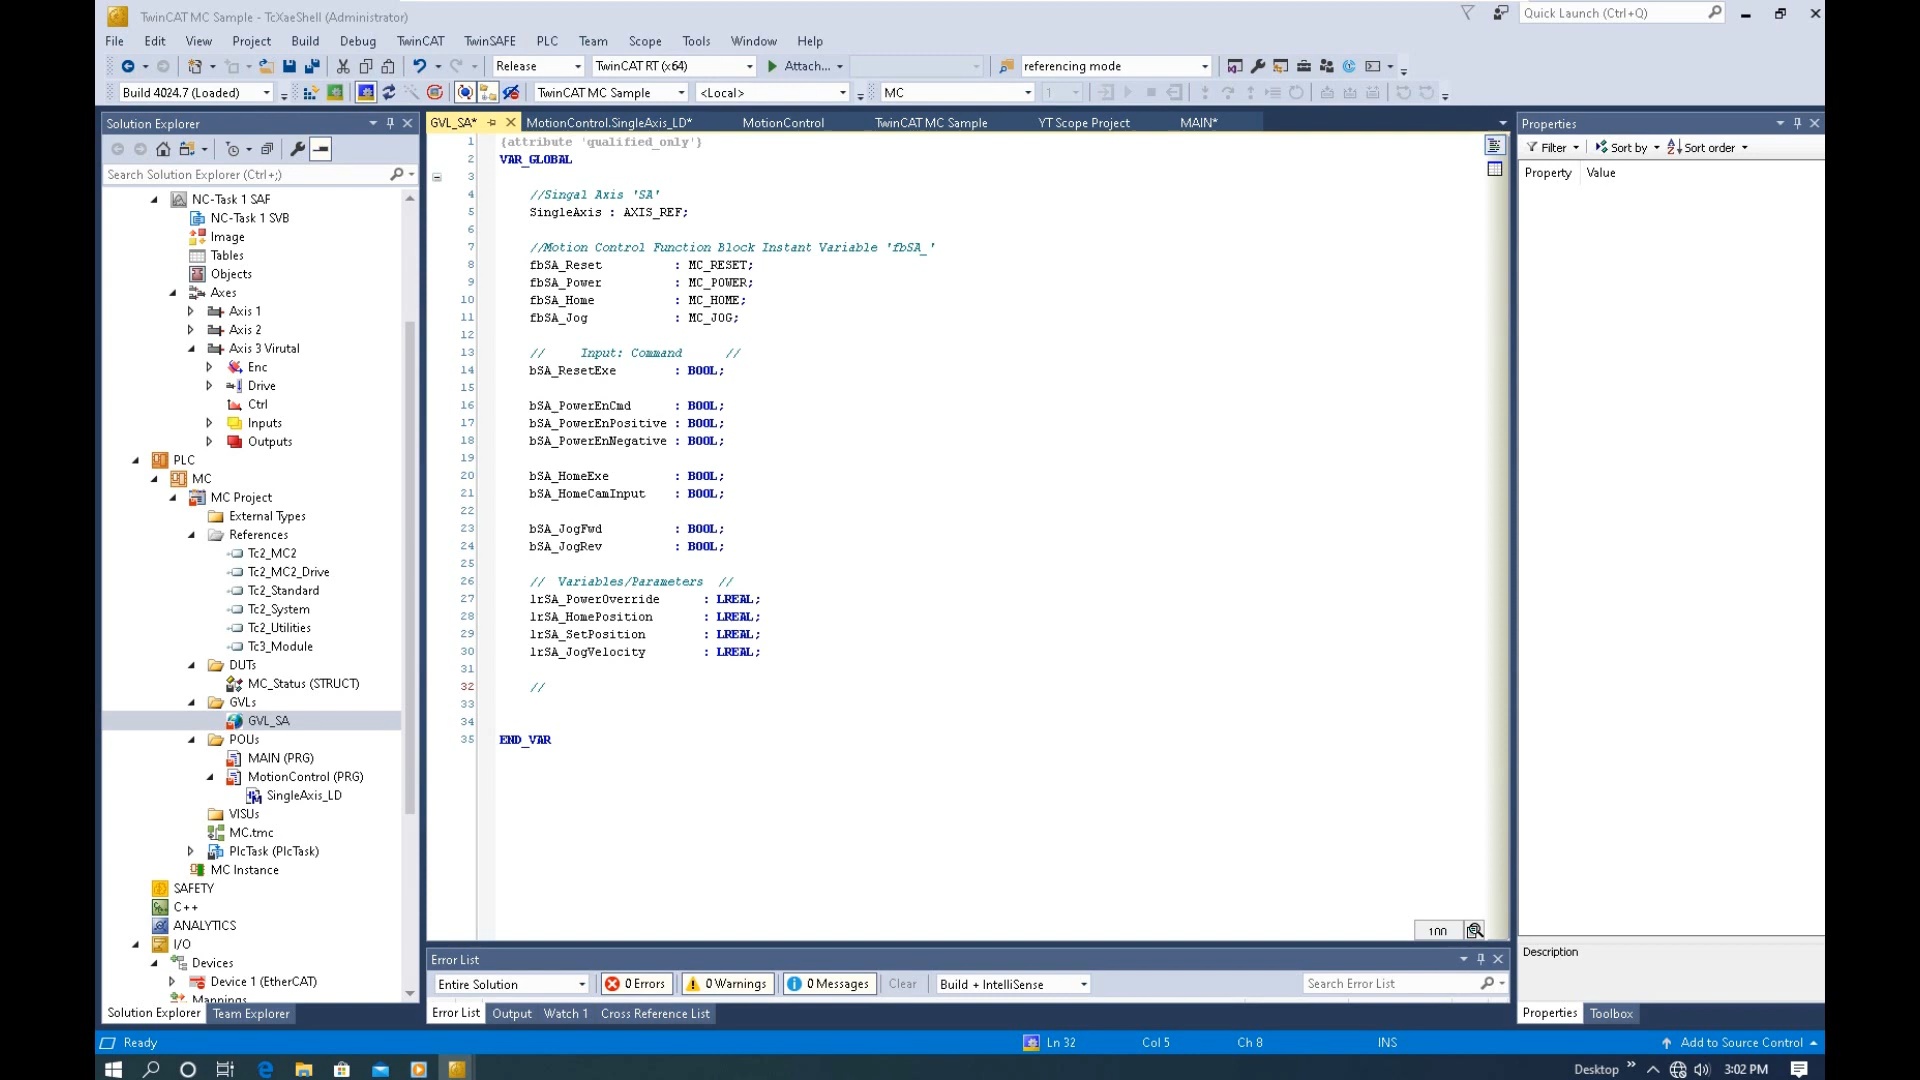 TwinCAT MC Sample - TcXaeShell (Administrator)
Quick Launch (Ctrl+Q)
File Edit View Project Build Debug TwinCAT TwinSAFE PLC Team Scope Tools Window Help
Release TwinCAT RT (x64) Attach... referencing mode
Build 4024.7 (Loaded) TwinCAT MC Sample <Local> MC 1
Solution Explorer
Search Solution Explorer (Ctrl+;)
NC-Task 1 SAF
NC-Task 1 SVB
Image
Tables
Objects
Axes
Axis 1
Axis 2
Axis 3 Virutal
Enc
Drive
Ctrl
Inputs
Outputs
PLC
MC
MC Project
External Types
References
Tc2_MC2
Tc2_MC2_Drive
Tc2_Standard
Tc2_System
Tc2_Utilities
Tc3_Module
DUTs
MC_Status (STRUCT)
GVLs
GVL_SA
POUs
MAIN (PRG)
MotionControl (PRG)
SingleAxis_LD
VISUs
MC.tmc
PlcTask (PlcTask)
MC Instance
SAFETY
C++
ANALYTICS
I/O
Devices
Device 1 (EtherCAT)
Mappings
Solution Explorer Team Explorer
GVL_SA* MotionControl.SingleAxis_LD* MotionControl TwinCAT MC Sample YT Scope Project MAIN*
1 {attribute 'qualified_only'}
2 VAR_GLOBAL
3
4 //Singal Axis 'SA'
5 SingleAxis : AXIS_REF;
6
7 //Motion Control Function Block Instant Variable 'fbSA_'
8 fbSA_Reset : MC_RESET;
9 fbSA_Power : MC_POWER;
10 fbSA_Home : MC_HOME;
11 fbSA_Jog : MC_JOG;
12
13 // Input: Command //
14 bSA_ResetExe : BOOL;
15
16 bSA_PowerEnCmd : BOOL;
17 bSA_PowerEnPositive : BOOL;
18 bSA_PowerEnNegative : BOOL;
19
20 bSA_HomeExe : BOOL;
21 bSA_HomeCamInput : BOOL;
22
23 bSA_JogFwd : BOOL;
24 bSA_JogRev : BOOL;
25
26 // Variables/Parameters //
27 lrSA_PowerOverride : LREAL;
28 lrSA_HomePosition : LREAL;
29 lrSA_SetPosition : LREAL;
30 lrSA_JogVelocity : LREAL;
31
32 //
33
34
35 END_VAR
100
Error List
Entire Solution 0 Errors 0 Warnings 0 Messages Clear Build + IntelliSense Search Error List
Error List Output Watch 1 Cross Reference List
Properties
Filter Sort by Sort order
Property Value
Description
Properties Toolbox
Ready Ln 32 Col 5 Ch 8 INS Add to Source Control
Desktop 3:02 PM